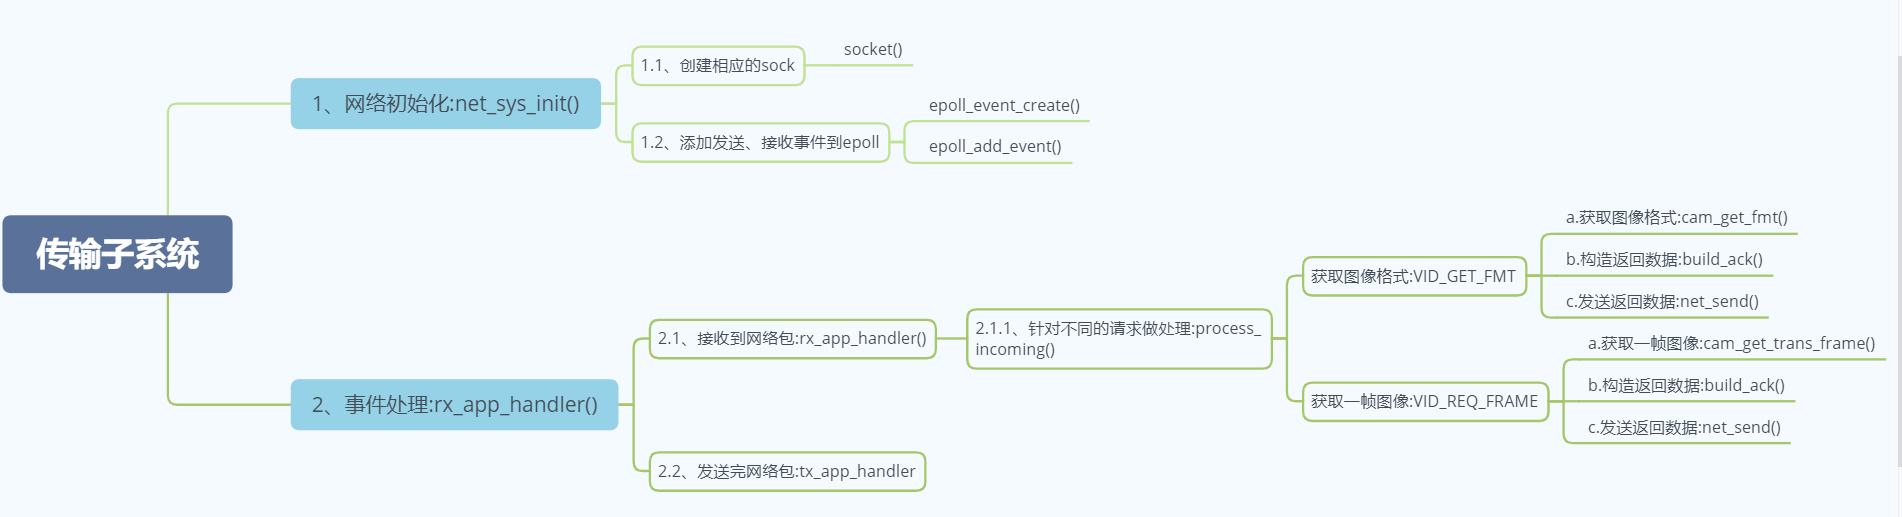 传输子系统
1、网络初始化:net_sys_init()
1.1、创建相应的sock
socket()
1.2、添加发送、接收事件到epoll
epoll_event_create()
epoll_add_event()
2、事件处理:rx_app_handler()
2.1、接收到网络包:rx_app_handler()
2.1.1、针对不同的请求做处理:process_
incoming()
获取图像格式:VID_GET_FMT
a.获取图像格式:cam_get_fmt()
b.构造返回数据:build_ack()
c.发送返回数据:net_send()
获取一帧图像:VID_REQ_FRAME
a.获取一帧图像:cam_get_trans_frame()
b.构造返回数据:build_ack()
c.发送返回数据:net_send()
2.2、发送完网络包:tx_app_handler